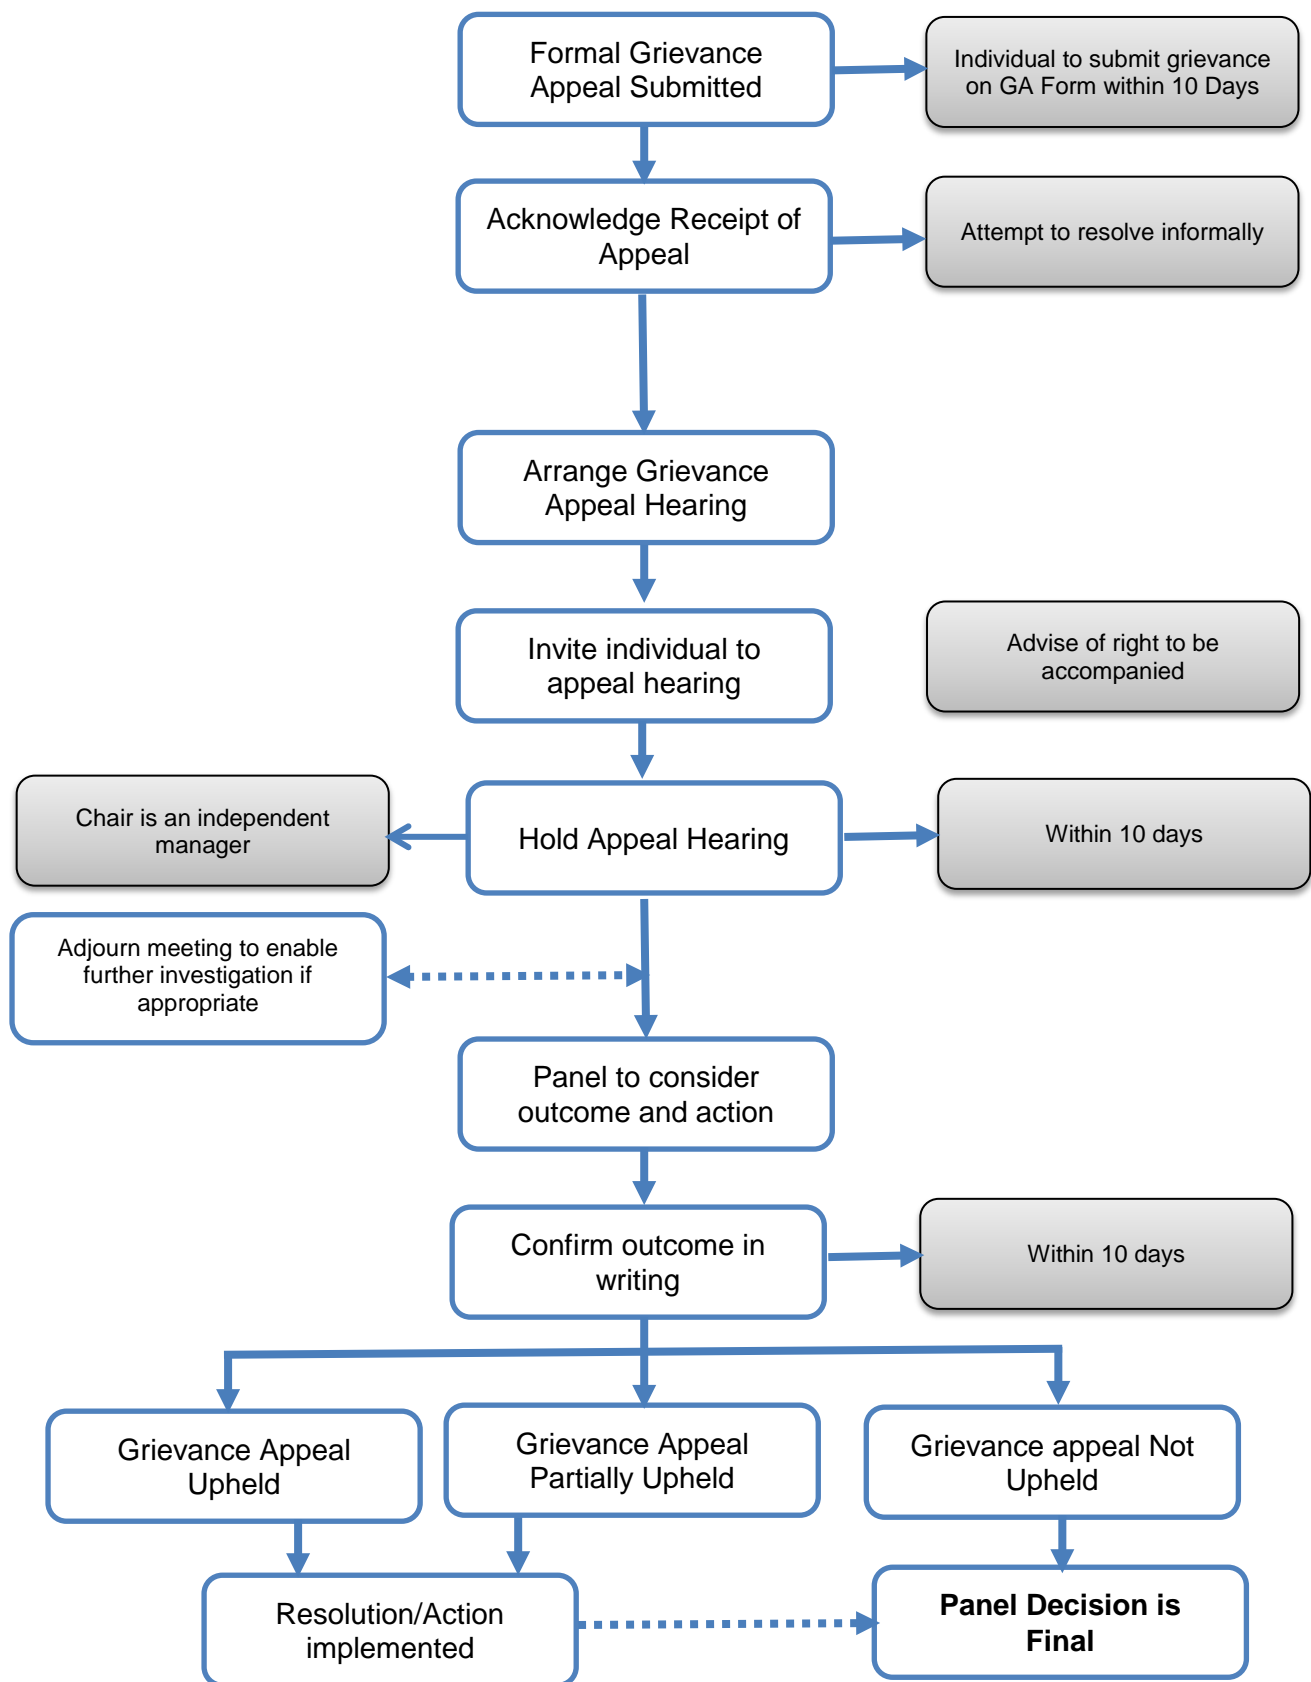 Formal Grievance
Appeal Submitted
Individual to submit grievance
on GA Form within 10 Days
Acknowledge Receipt of
Appeal
Attempt to resolve informally
Arrange Grievance
Appeal Hearing
Invite individual to
appeal hearing
Advise of right to be
accompanied
Chair is an independent
manager
Hold Appeal Hearing
Within 10 days
Adjourn meeting to enable
further investigation if
appropriate
Panel to consider
outcome and action
Confirm outcome in
writing
Within 10 days
Grievance Appeal
Upheld
Grievance Appeal
Partially Upheld
Grievance appeal Not
Upheld
Resolution/Action
implemented
Panel Decision is
Final